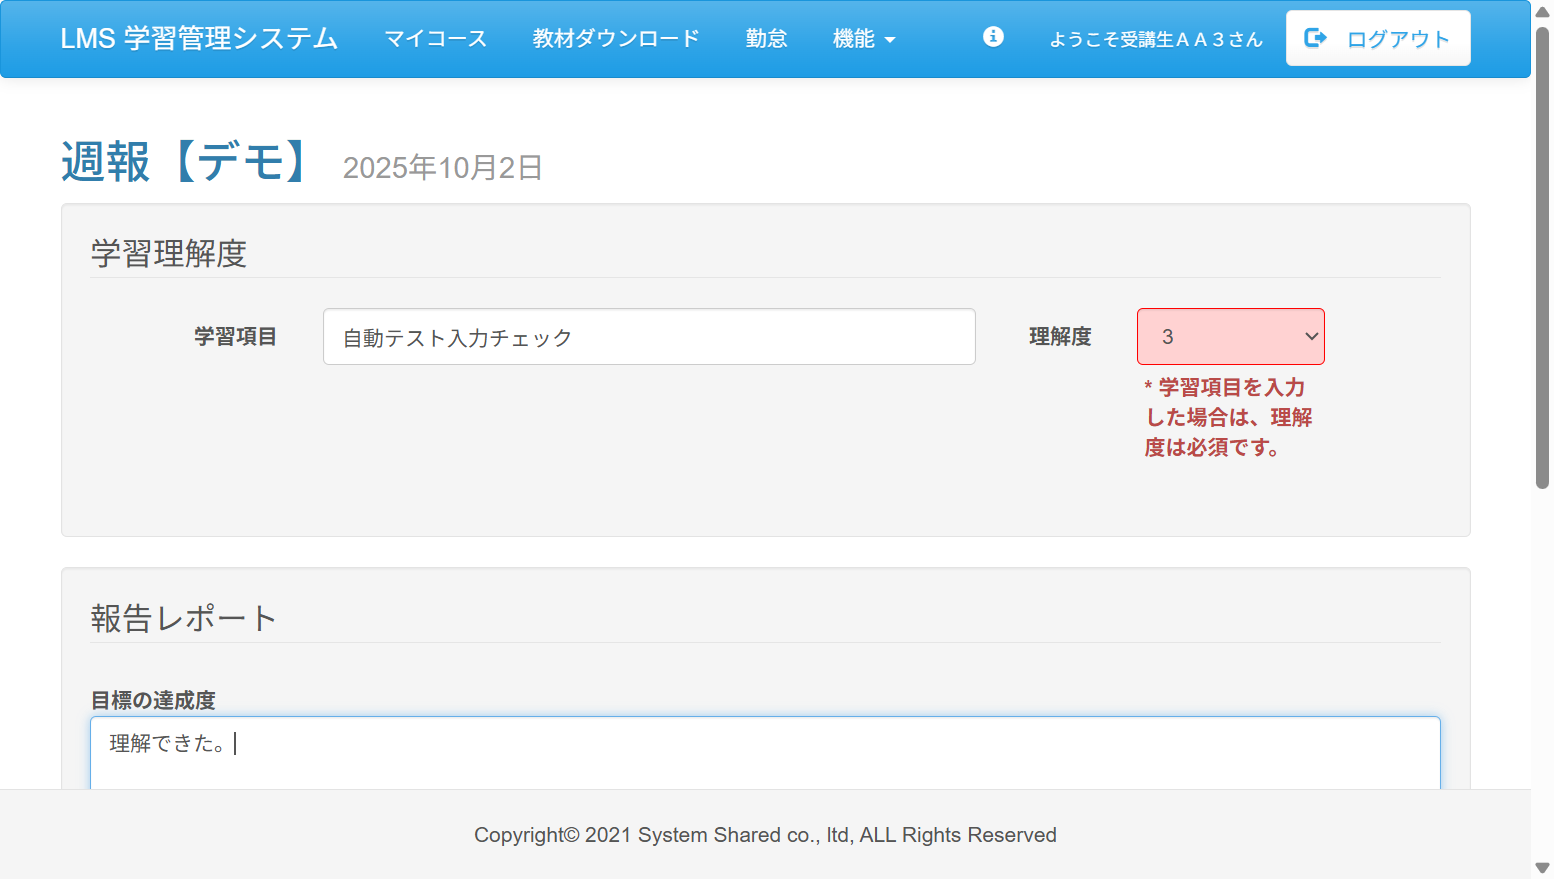 LMS 学習管理システム マイコース 教材ダウンロード 勤怠 機能 ようこそ受講生ＡＡ３さん ログアウト
週報【デモ】 2025年10月2日
学習理解度
学習項目 自動テスト入力チェック 理解度 3
* 学習項目を入力
した場合は、理解
度は必須です。
報告レポート
目標の達成度
理解できた。
Copyright© 2021 System Shared co., ltd, ALL Rights Reserved